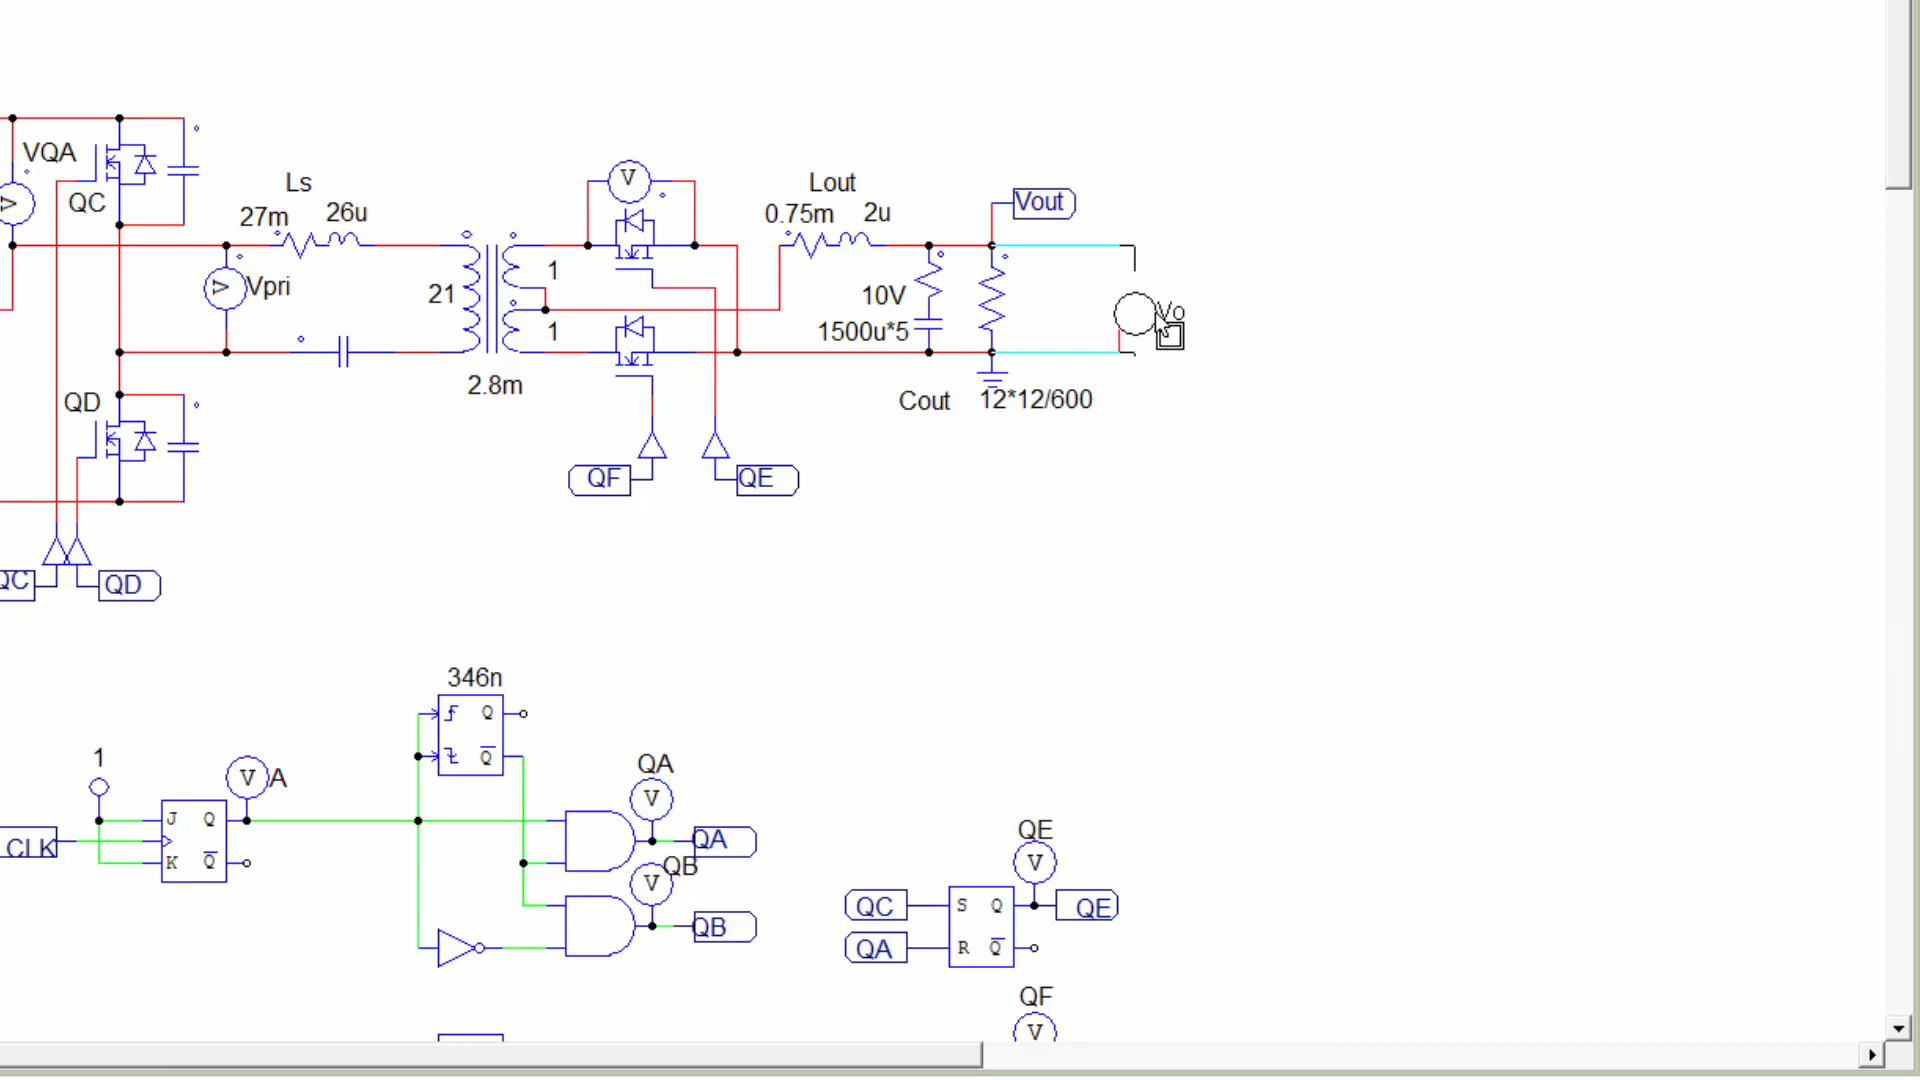 VQA
QC
Ls
27m 26u
V
Vpri
V
21
1
1
2.8m
V
Lout
0.75m 2u
Vout
10V
1500u*5
Vo
Cout
12*12/600
QD
QF
QE
QC
QD
346n
Q
Q
1
V A
J Q
K Q
CLK
QA
V
QA
QB
V
QB
QE
V
QC
S Q
QE
QA
R Q
QF
V